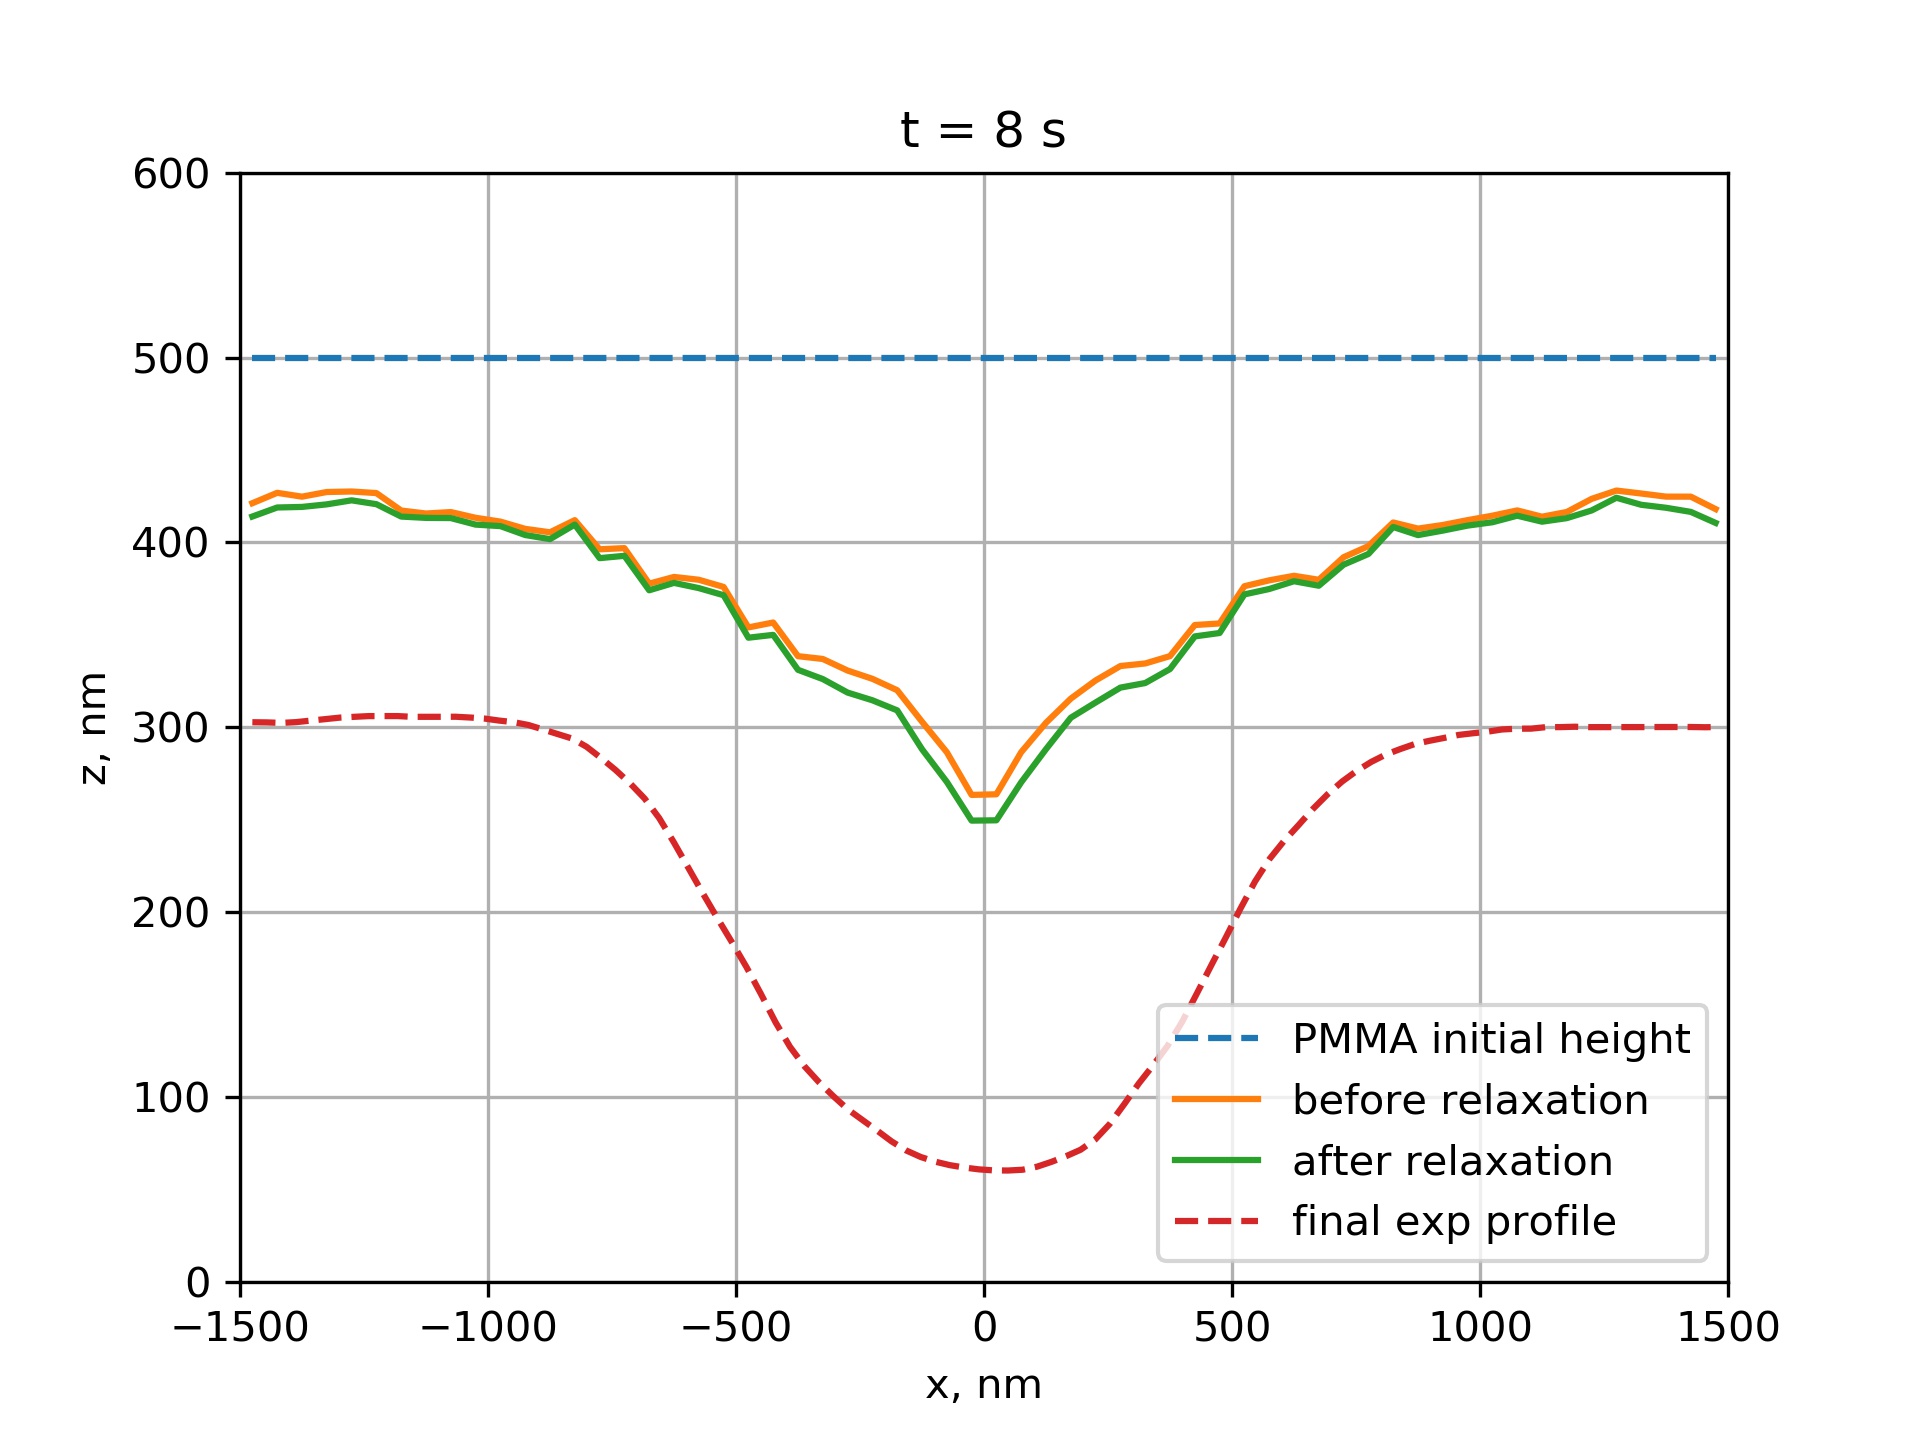 t = 8 s
600
500
400
300
200
100
0
z, nm
−1500 −1000 −500 0 500 1000 1500
x, nm
PMMA initial height
before relaxation
after relaxation
final exp profile